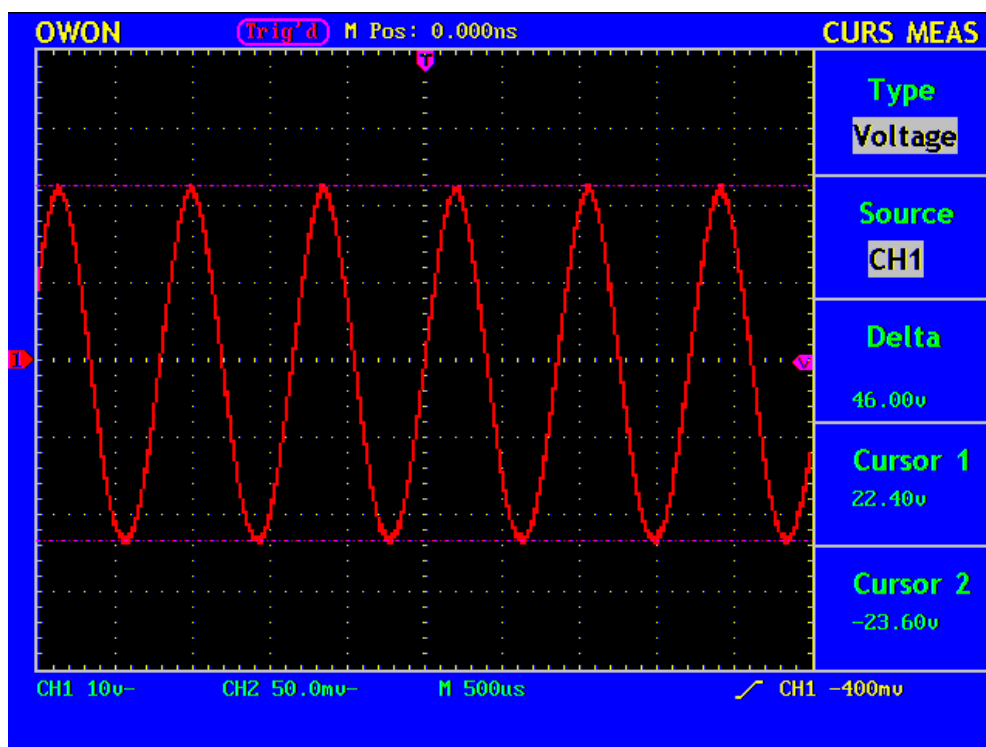 OWON Trig'd M Pos: 0.000ns CURS MEAS
T
Type
Voltage
Source
CH1
1
V
Delta
46.00v
Cursor 1
22.40v
Cursor 2
-23.60v
CH1 10v- CH2 50.0mv- M 500us CH1 -400mv